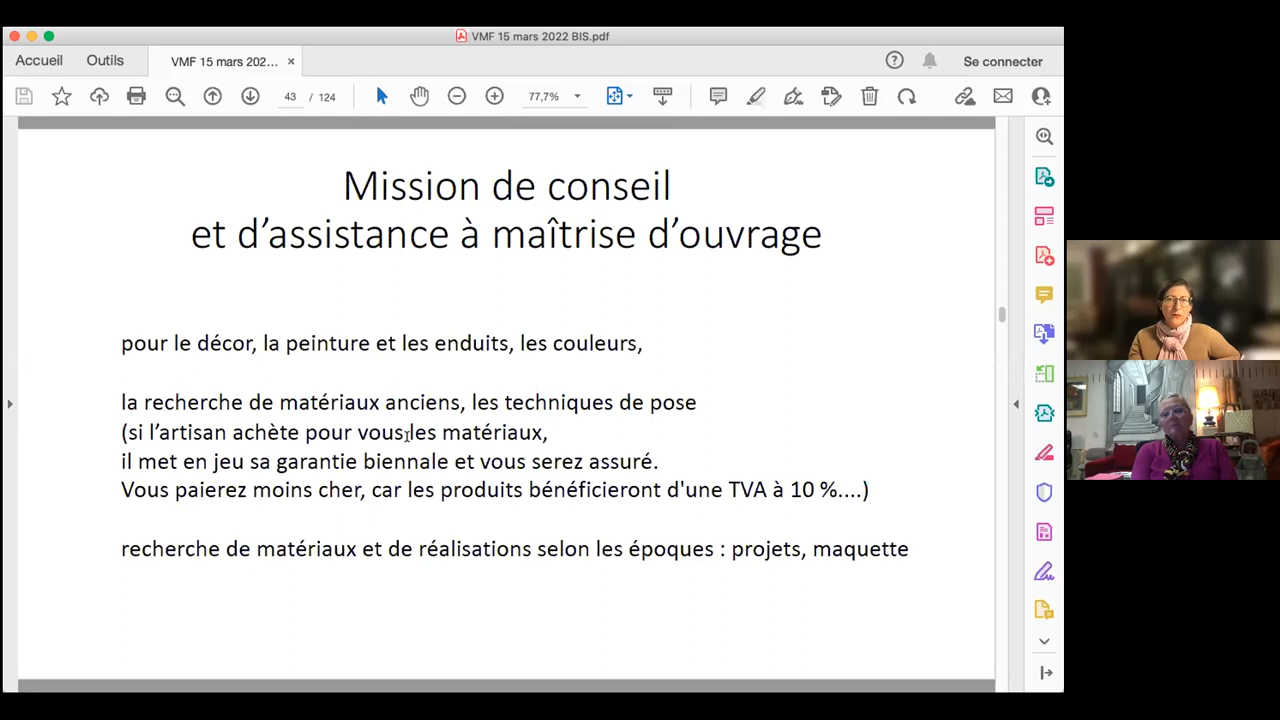 VMF 15 mars 2022 BIS.pdf
Accueil Outils VMF 15 mars 202... × Se connecter
43 / 124 77,7%
Mission de conseil
et d’assistance à maîtrise d’ouvrage
pour le décor, la peinture et les enduits, les couleurs,
la recherche de matériaux anciens, les techniques de pose
(si l’artisan achète pour vous les matériaux,
il met en jeu sa garantie biennale et vous serez assuré.
Vous paierez moins cher, car les produits bénéficieront d'une TVA à 10 %....)
recherche de matériaux et de réalisations selon les époques : projets, maquette